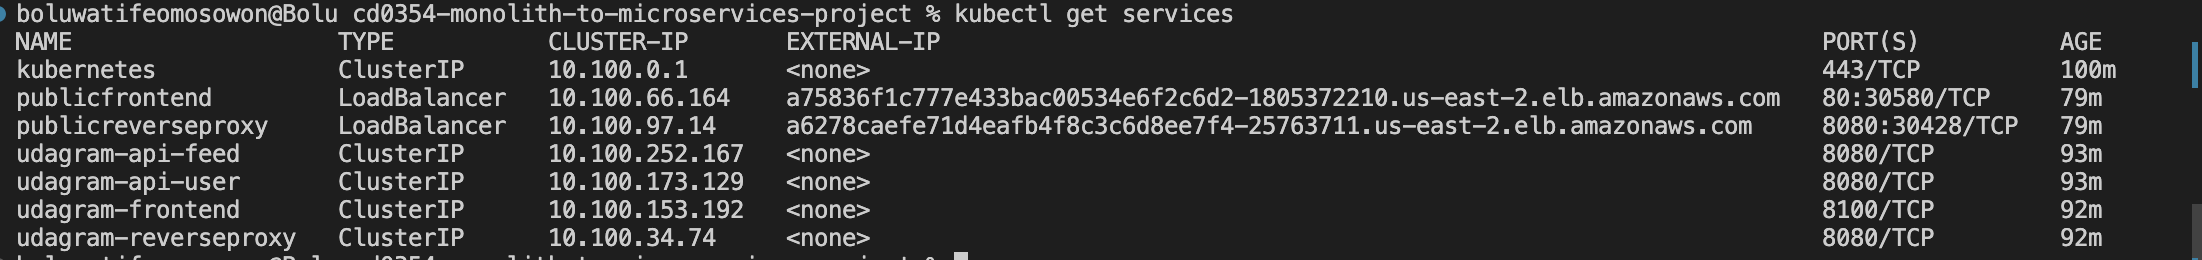 boluwatifeomosowon@Bolu cd0354-monolith-to-microservices-project % kubectl get services
NAME TYPE CLUSTER-IP EXTERNAL-IP PORT(S) AGE
kubernetes ClusterIP 10.100.0.1 <none> 443/TCP 100m
publicfrontend LoadBalancer 10.100.66.164 a75836f1c777e433bac00534e6f2c6d2-1805372210.us-east-2.elb.amazonaws.com 80:30580/TCP 79m
publicreverseproxy LoadBalancer 10.100.97.14 a6278caefe71d4eafb4f8c3c6d8ee7f4-25763711.us-east-2.elb.amazonaws.com 8080:30428/TCP 79m
udagram-api-feed ClusterIP 10.100.252.167 <none> 8080/TCP 93m
udagram-api-user ClusterIP 10.100.173.129 <none> 8080/TCP 93m
udagram-frontend ClusterIP 10.100.153.192 <none> 8100/TCP 92m
udagram-reverseproxy ClusterIP 10.100.34.74 <none> 8080/TCP 92m